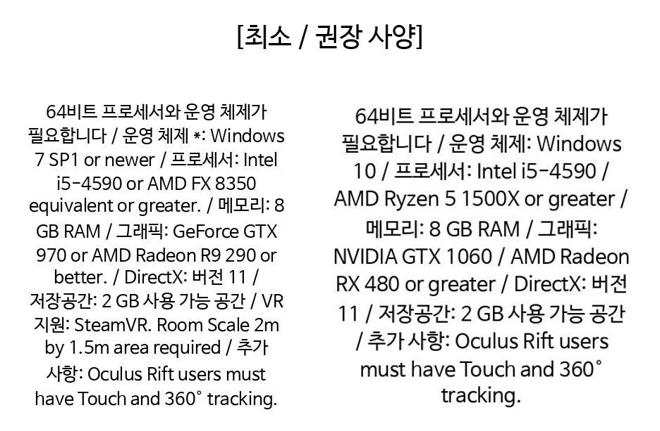 [최소 / 권장 사양]
64비트 프로세서와 운영 체제가
필요합니다 / 운영 체제 *: Windows
7 SP1 or newer / 프로세서: Intel
i5-4590 or AMD FX 8350
equivalent or greater. / 메모리: 8
GB RAM / 그래픽: GeForce GTX
970 or AMD Radeon R9 290 or
better. / DirectX: 버전 11 /
저장공간: 2 GB 사용 가능 공간 / VR
지원: SteamVR. Room Scale 2m
by 1.5m area required / 추가
사항: Oculus Rift users must
have Touch and 360° tracking.
64비트 프로세서와 운영 체제가
필요합니다 / 운영 체제: Windows
10 / 프로세서: Intel i5-4590 /
AMD Ryzen 5 1500X or greater /
메모리: 8 GB RAM / 그래픽:
NVIDIA GTX 1060 / AMD Radeon
RX 480 or greater / DirectX: 버전
11 / 저장공간: 2 GB 사용 가능 공간
/ 추가 사항: Oculus Rift users
must have Touch and 360°
tracking.